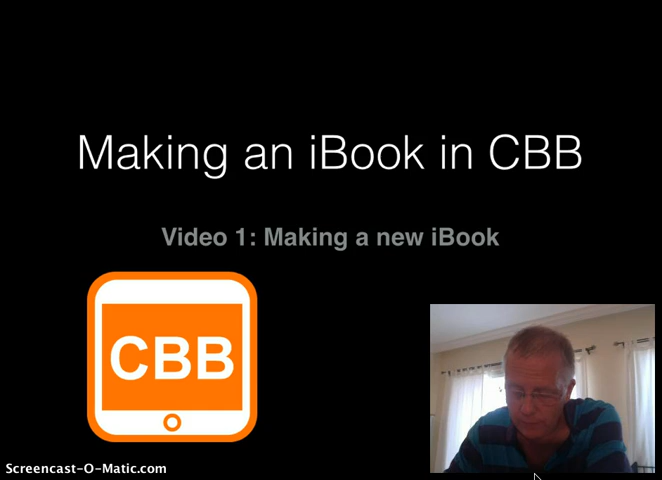 Making an iBook in CBB
Video 1: Making a new iBook
CBB
Screencast-O-Matic.com